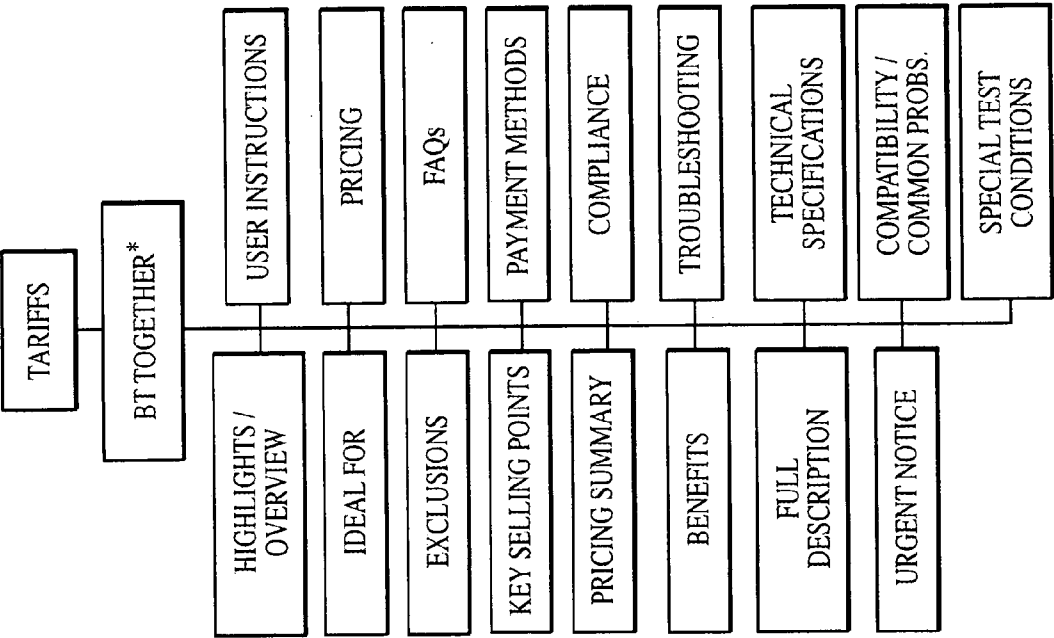 TARIFFS
BT TOGETHER*
HIGHLIGHTS /
OVERVIEW
IDEAL FOR
EXCLUSIONS
KEY SELLING POINTS
PRICING SUMMARY
BENEFITS
FULL
DESCRIPTION
URGENT NOTICE
USER INSTRUCTIONS
PRICING
FAQs
PAYMENT METHODS
COMPLIANCE
TROUBLESHOOTING
TECHNICAL
SPECIFICATIONS
COMPATIBILITY /
COMMON PROBS.
SPECIAL TEST
CONDITIONS